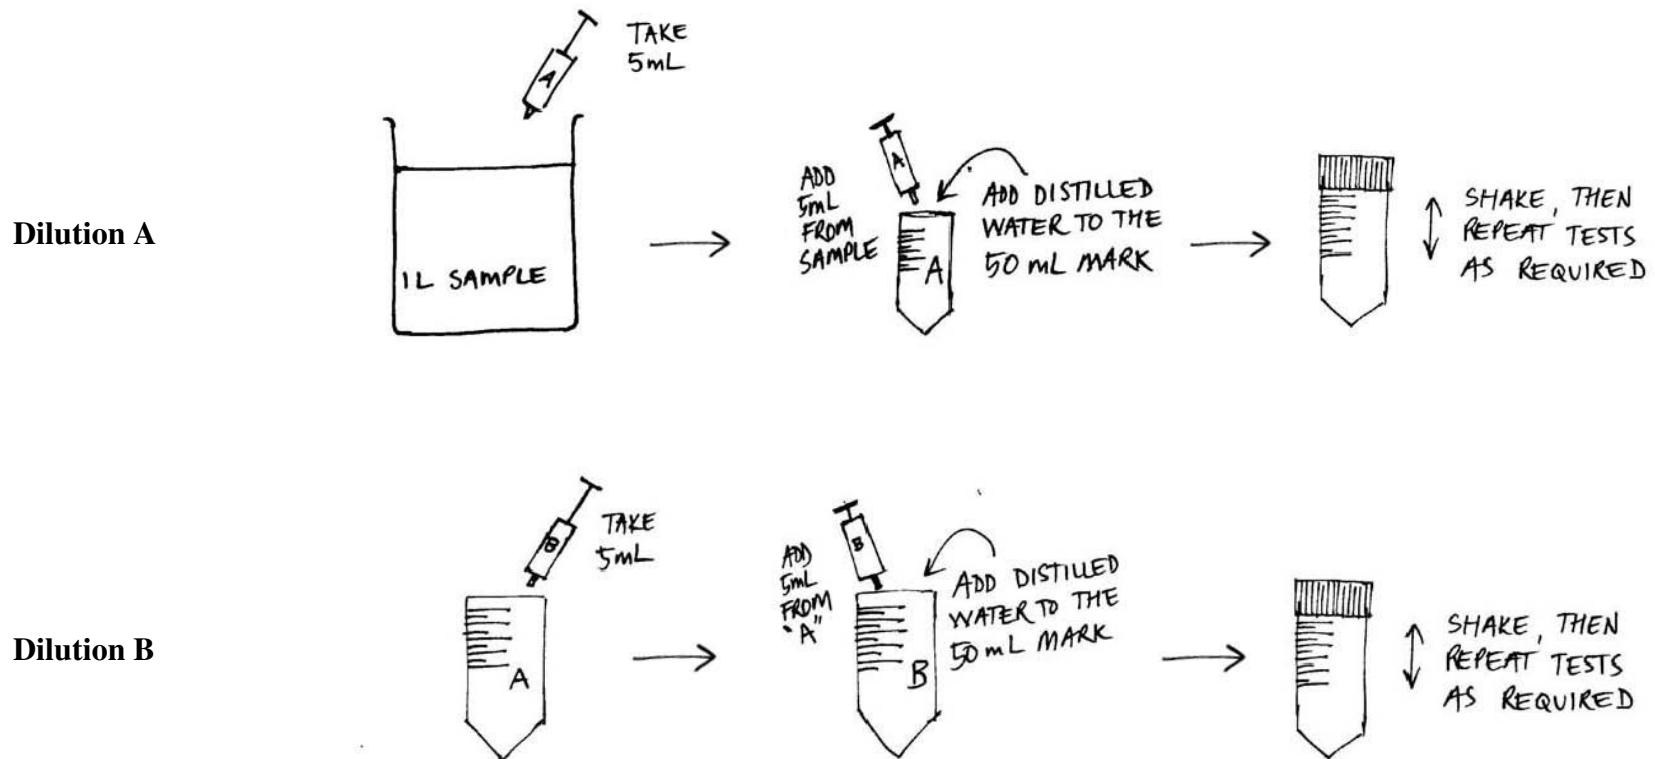 TAKE
5mL
A
Dilution A
1L SAMPLE
A
ADD
5mL
FROM
SAMPLE
A
ADD DISTILLED
WATER TO THE
50 mL MARK
SHAKE, THEN
REPEAT TESTS
AS REQUIRED
Dilution B
B
TAKE
5mL
A
B
ADD
5mL
FROM
"A"
B
ADD DISTILLED
WATER TO THE
50 mL MARK
SHAKE, THEN
REPEAT TESTS
AS REQUIRED